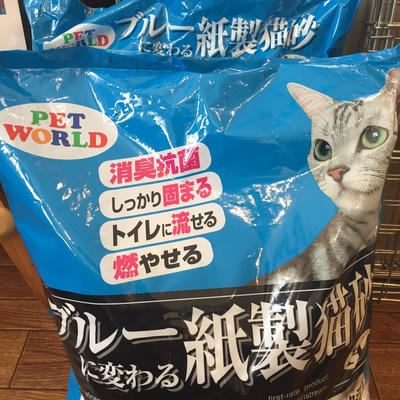 PET
WORLD
ブルー
に変わる
紙製猫砂
PET
WORLD
消臭抗菌
しっかり固まる
トイレに流せる
燃やせる
ブルー
に変わる
紙製猫砂
first-rate product